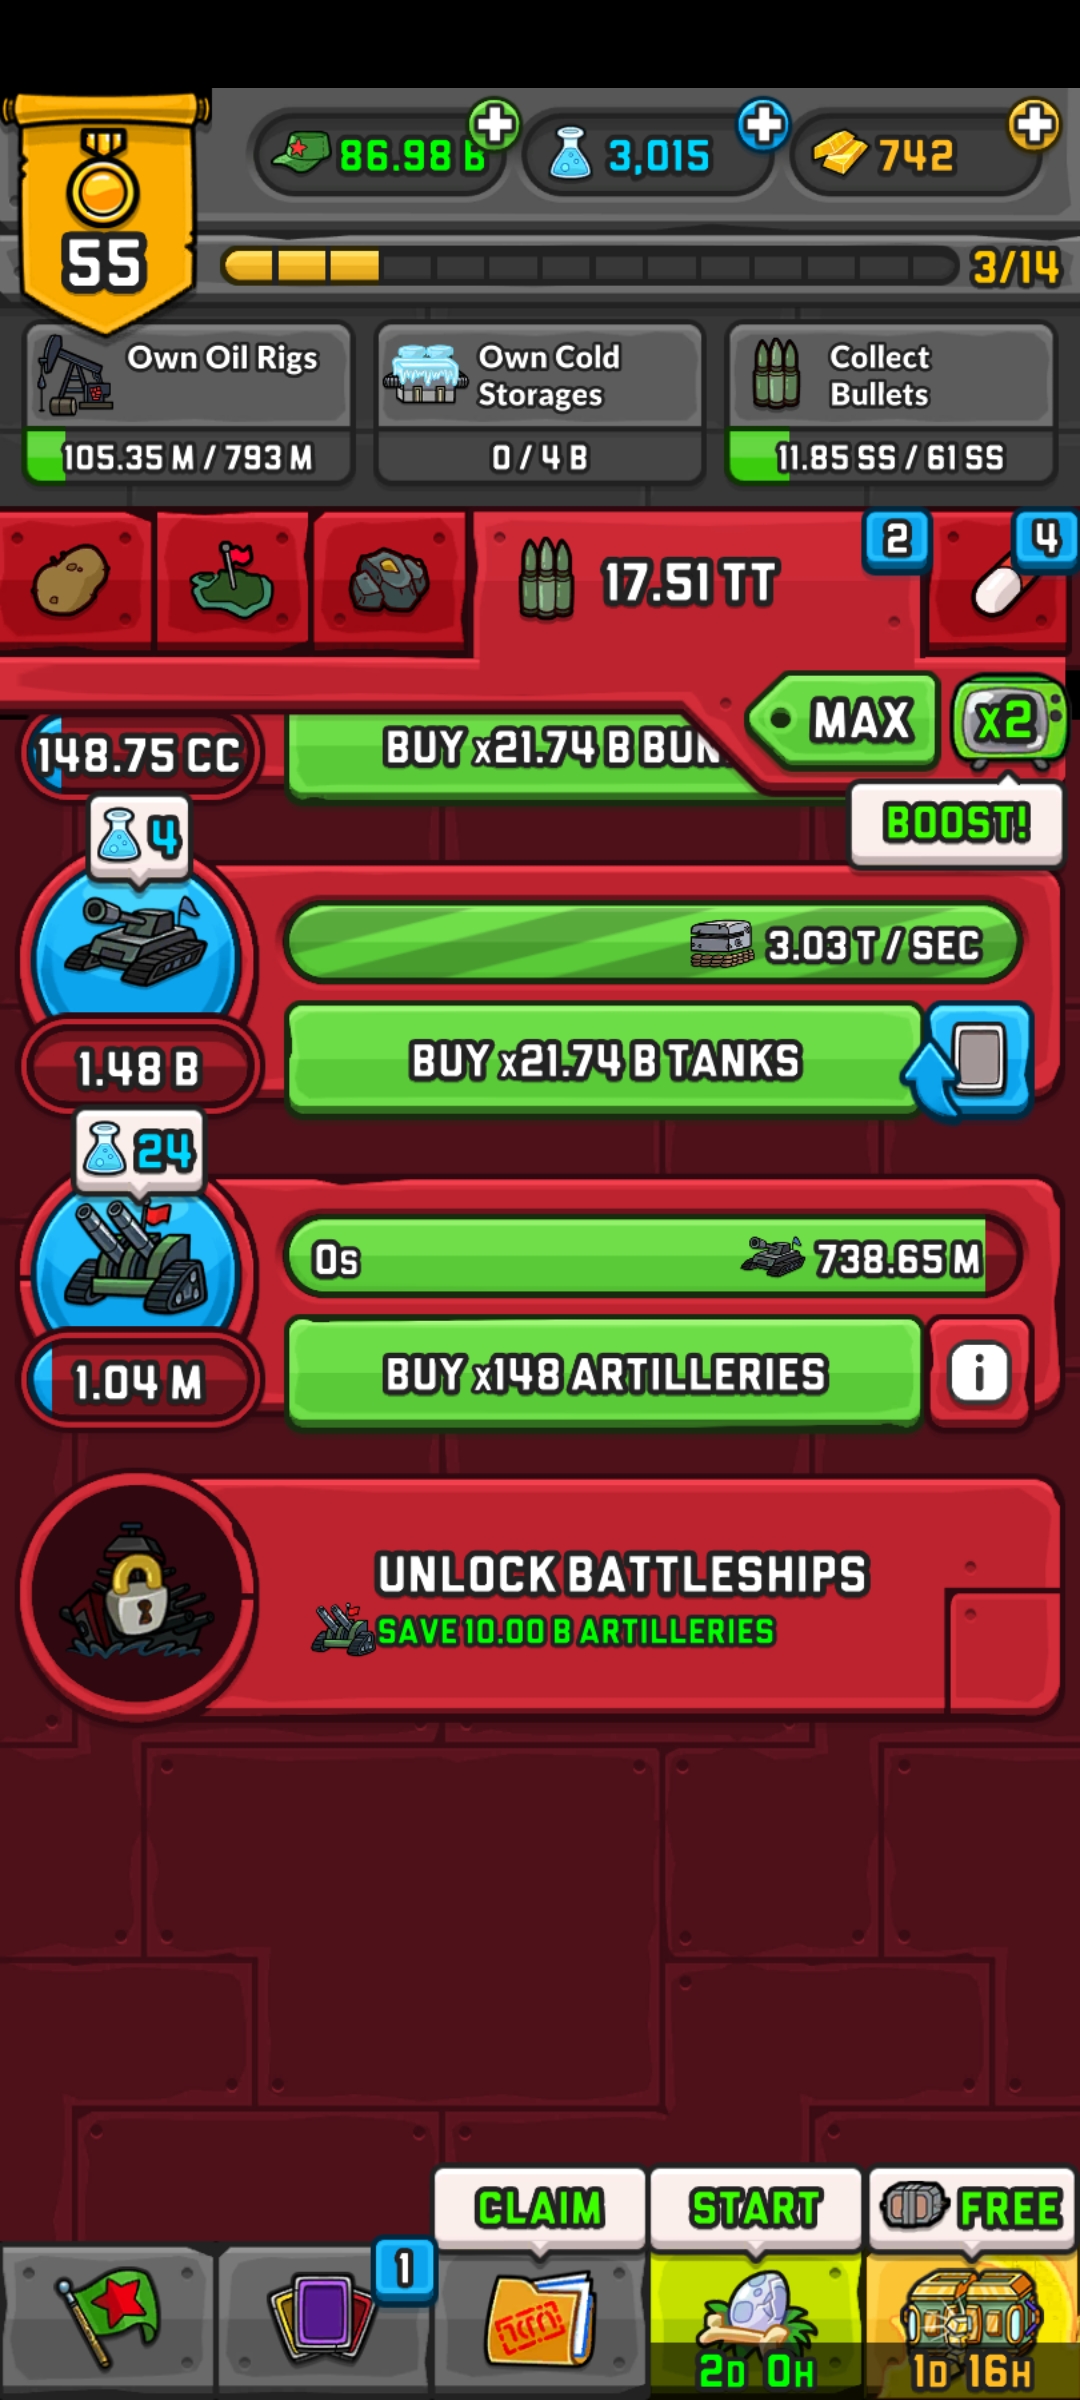 86.98 B
3,015
742
55
3/14
Own Oil Rigs
105.35 M / 793 M
Own Cold
Storages
0 / 4 B
Collect
Bullets
11.85 SS / 61 SS
17.51 TT
2
4
MAX
x2
BOOST!
148.75 CC
BUY x21.74 B BUN
4
3.03 T / SEC
1.48 B
BUY x21.74 B TANKS
24
0s
738.65 M
1.04 M
BUY x148 ARTILLERIES
i
UNLOCK BATTLESHIPS
SAVE 10.00 B ARTILLERIES
CLAIM
START
FREE
1
2D 0H
1D 16H